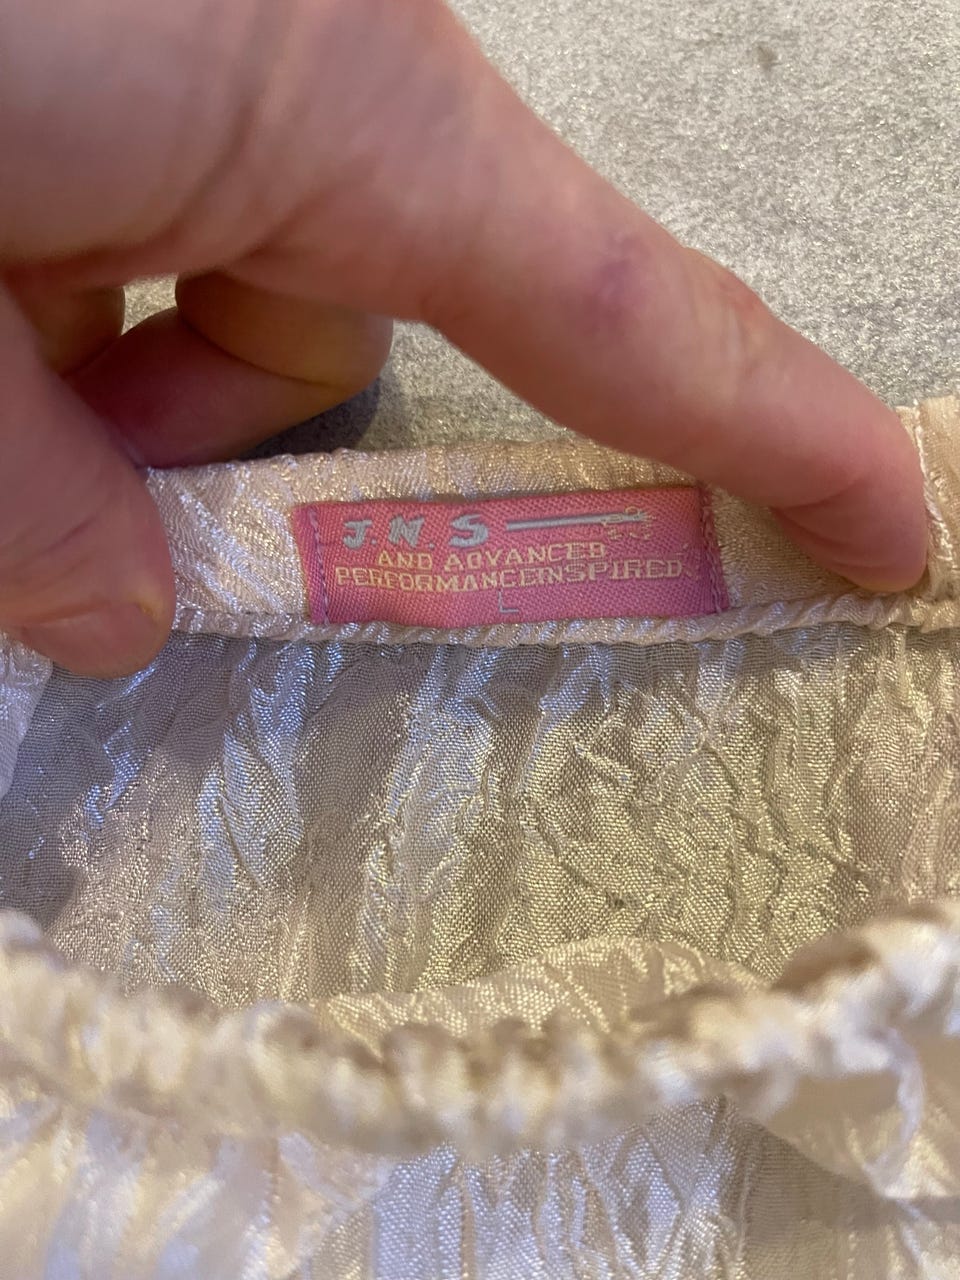 J.N.S
AND ADVANCED
PERFORMANCEINSPIRED
L